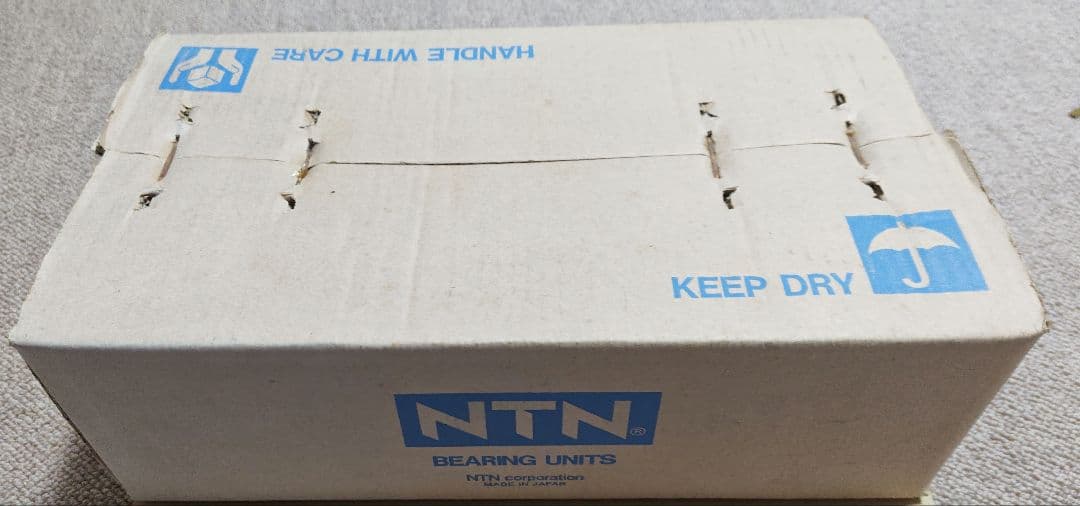 HANDLE WITH CARE
KEEP DRY
NTN®
BEARING UNITS
NTN corporation
MADE IN JAPAN